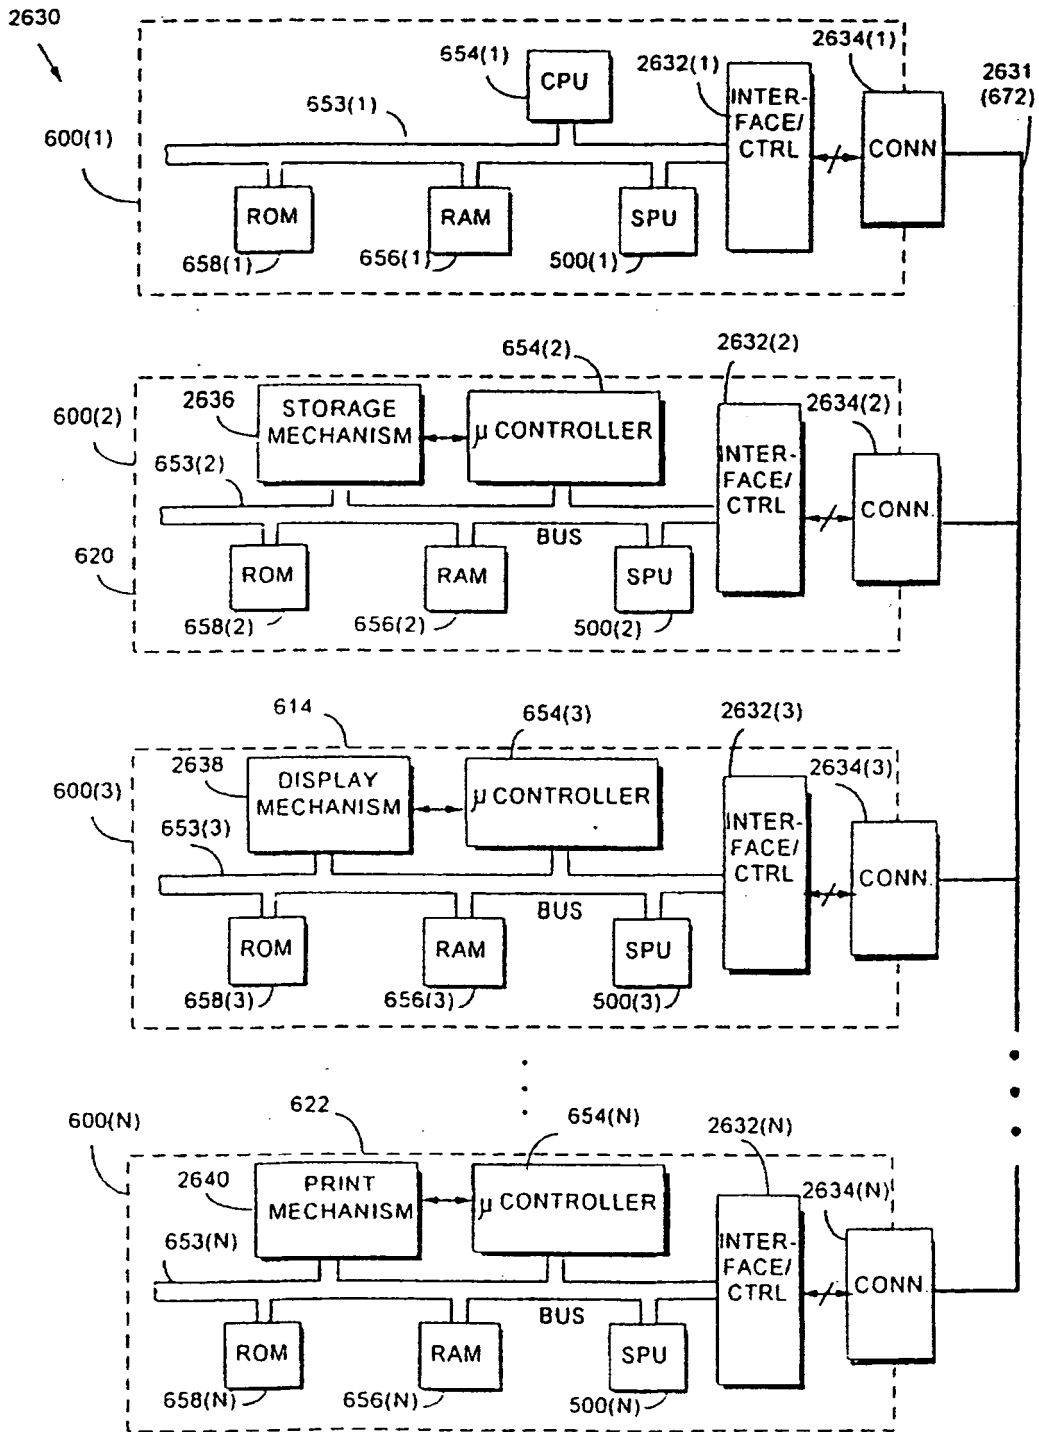 2630
600(1)
653(1)
654(1)
CPU
2632(1)
INTER-
FACE/
CTRL
2634(1)
CONN
2631
(672)
ROM
658(1)
RAM
656(1)
SPU
500(1)
600(2)
620
2636
STORAGE
MECHANISM
654(2)
μ CONTROLLER
2632(2)
INTER-
FACE/
CTRL
2634(2)
CONN.
653(2)
BUS
ROM
658(2)
RAM
656(2)
SPU
500(2)
614
600(3)
2638
DISPLAY
MECHANISM
654(3)
μ CONTROLLER
2632(3)
INTER-
FACE/
CTRL
2634(3)
CONN.
653(3)
BUS
ROM
658(3)
RAM
656(3)
SPU
500(3)
622
600(N)
2640
PRINT
MECHANISM
654(N)
μ CONTROLLER
2632(N)
INTER-
FACE/
CTRL
2634(N)
CONN.
653(N)
BUS
ROM
658(N)
RAM
656(N)
SPU
500(N)